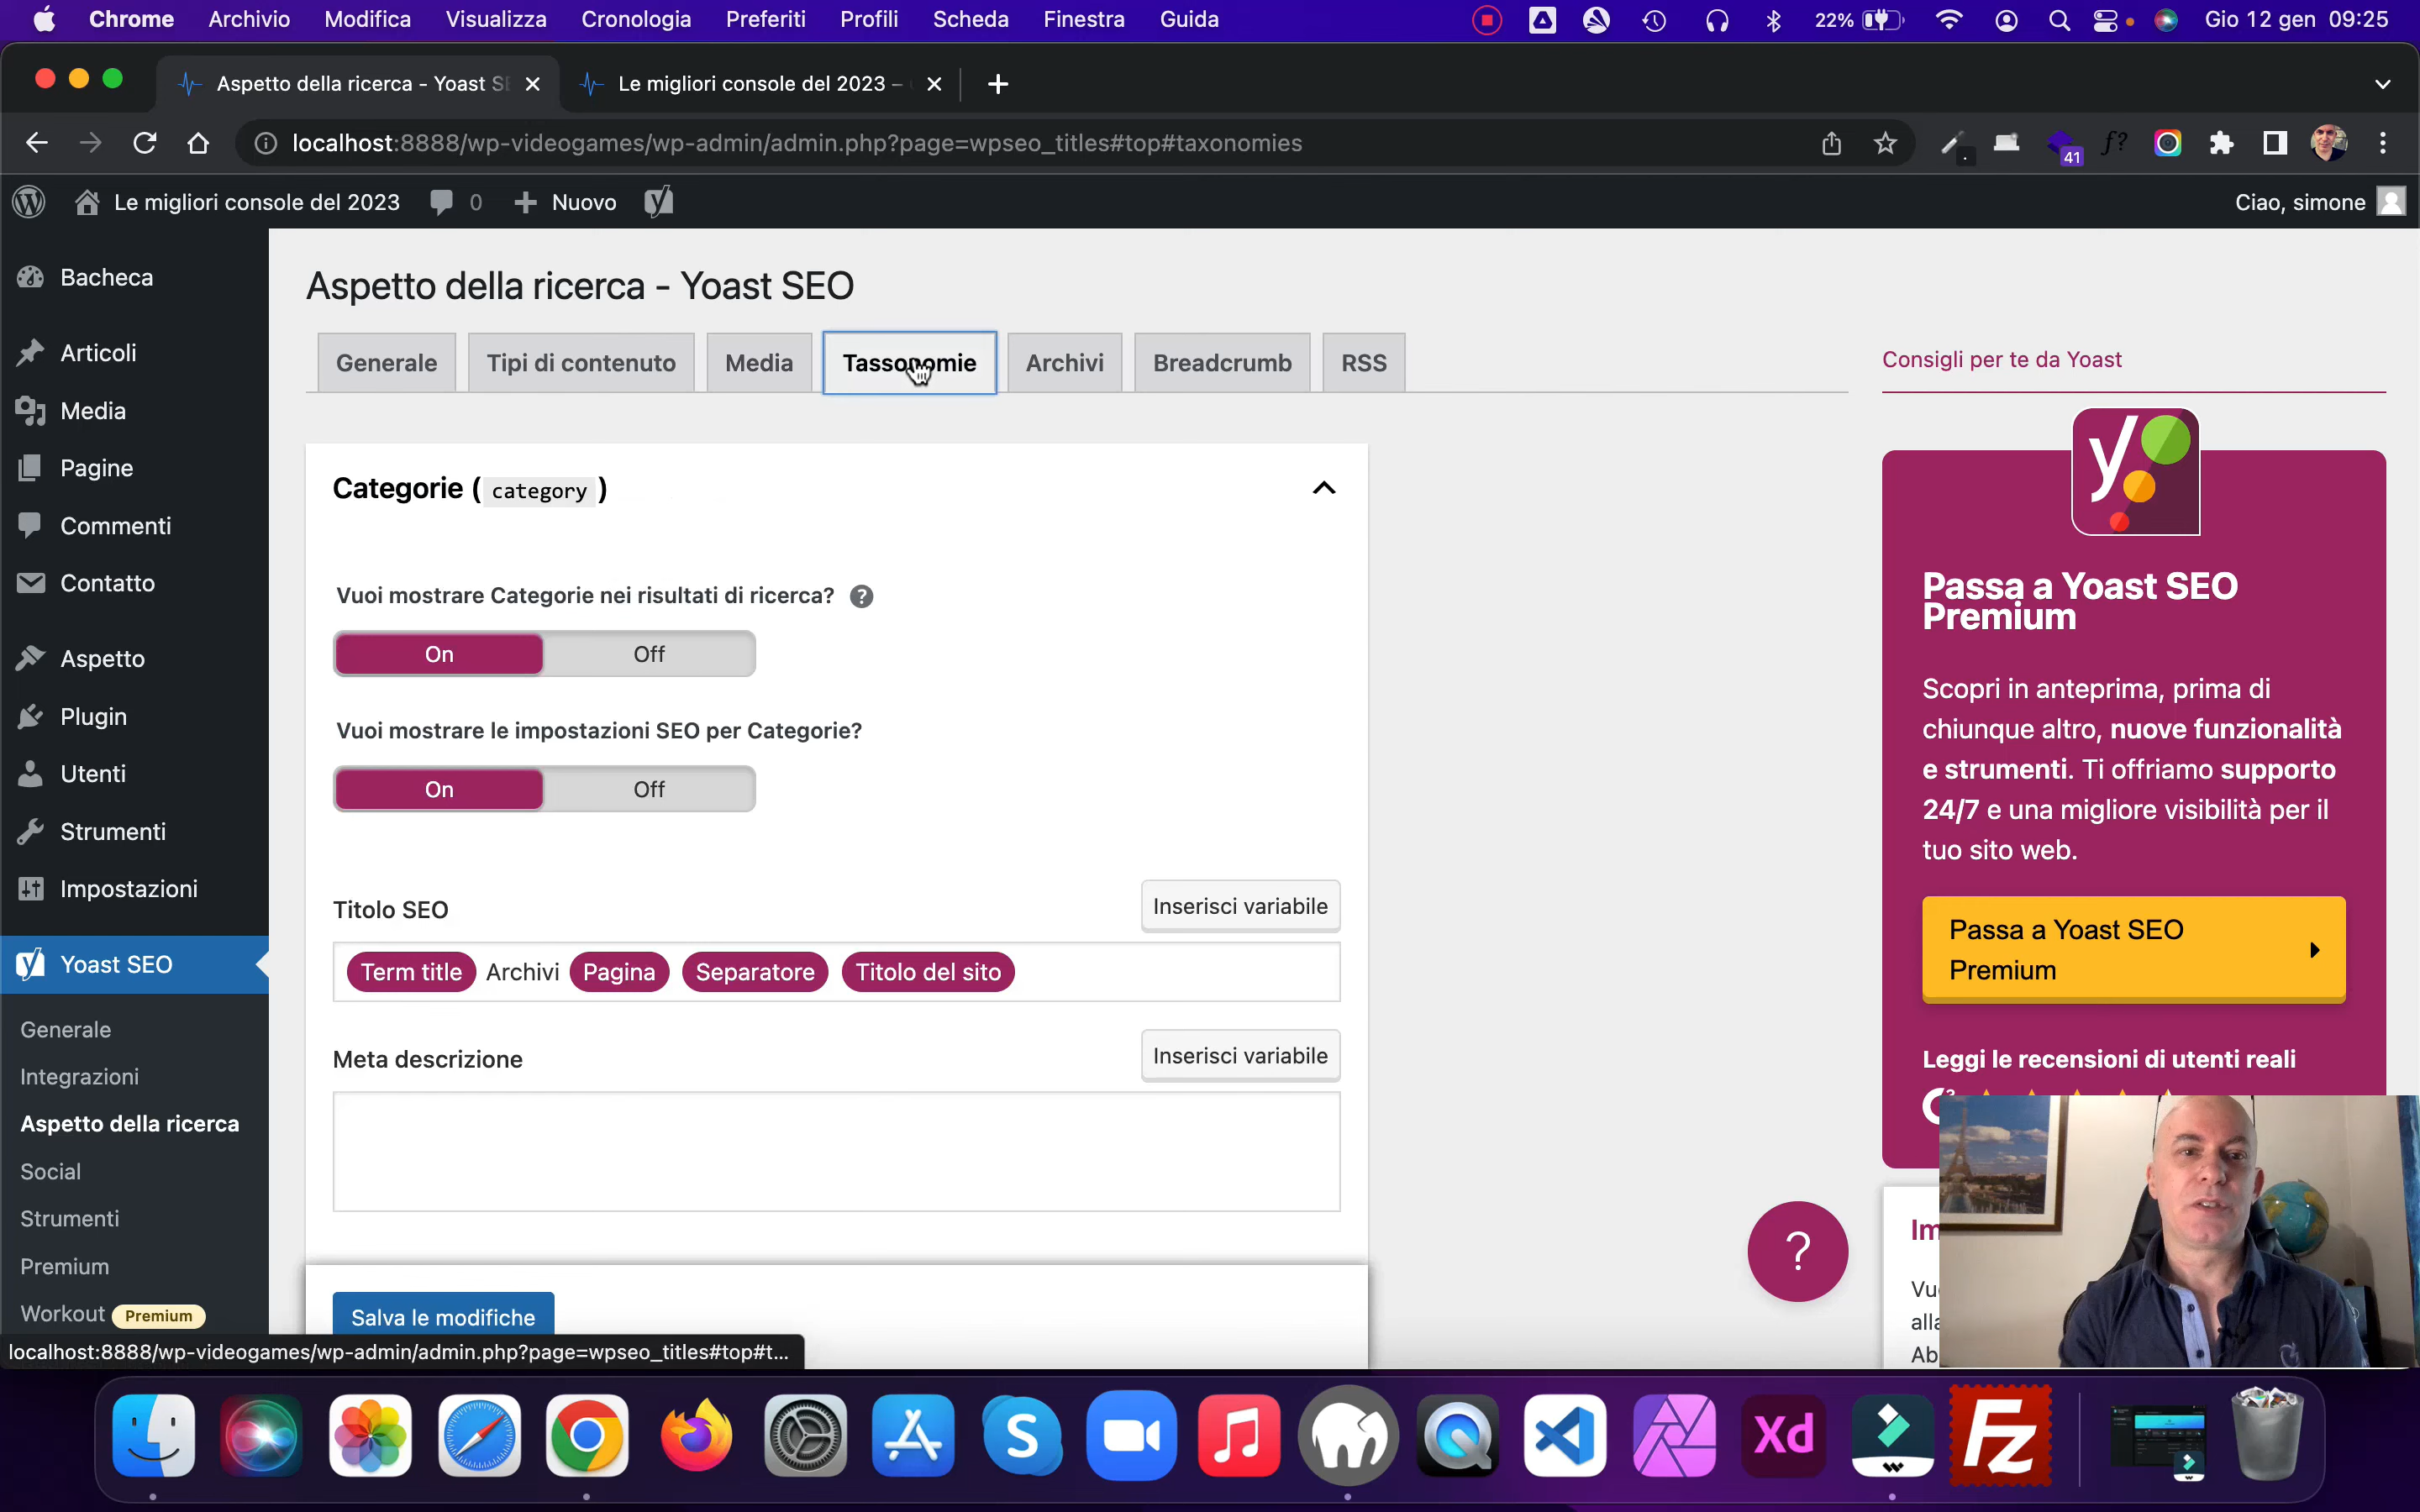 Chrome Archivio Modifica Visualizza Cronologia Preferiti Profili Scheda Finestra Guida 22% Gio 12 gen 09:25
Aspetto della ricerca - Yoast SE
Le migliori console del 2023 –
localhost:8888/wp-videogames/wp-admin/admin.php?page=wpseo_titles#top#taxonomies
f?
41
Le migliori console del 2023 0 Nuovo
Ciao, simone
Bacheca
Articoli
Media
Pagine
Commenti
Contatto
Aspetto
Plugin
Utenti
Strumenti
Impostazioni
Yoast SEO
Generale
Integrazioni
Aspetto della ricerca
Social
Strumenti
Premium
Workout Premium
localhost:8888/wp-videogames/wp-admin/admin.php?page=wpseo_titles#top#t...
Aspetto della ricerca - Yoast SEO
Generale Tipi di contenuto Media Tassonomie Archivi Breadcrumb RSS
Categorie ( category )
Vuoi mostrare Categorie nei risultati di ricerca? ?
On Off
Vuoi mostrare le impostazioni SEO per Categorie?
On Off
Titolo SEO Inserisci variabile
Term title Archivi Pagina Separatore Titolo del sito
Meta descrizione Inserisci variabile
Salva le modifiche
?
Consigli per te da Yoast
y
Passa a Yoast SEO
Premium
Scopri in anteprima, prima di
chiunque altro, nuove funzionalità
e strumenti. Ti offriamo supporto
24/7 e una migliore visibilità per il
tuo sito web.
Passa a Yoast SEO
Premium
Leggi le recensioni di utenti reali
S
Xd
Fz